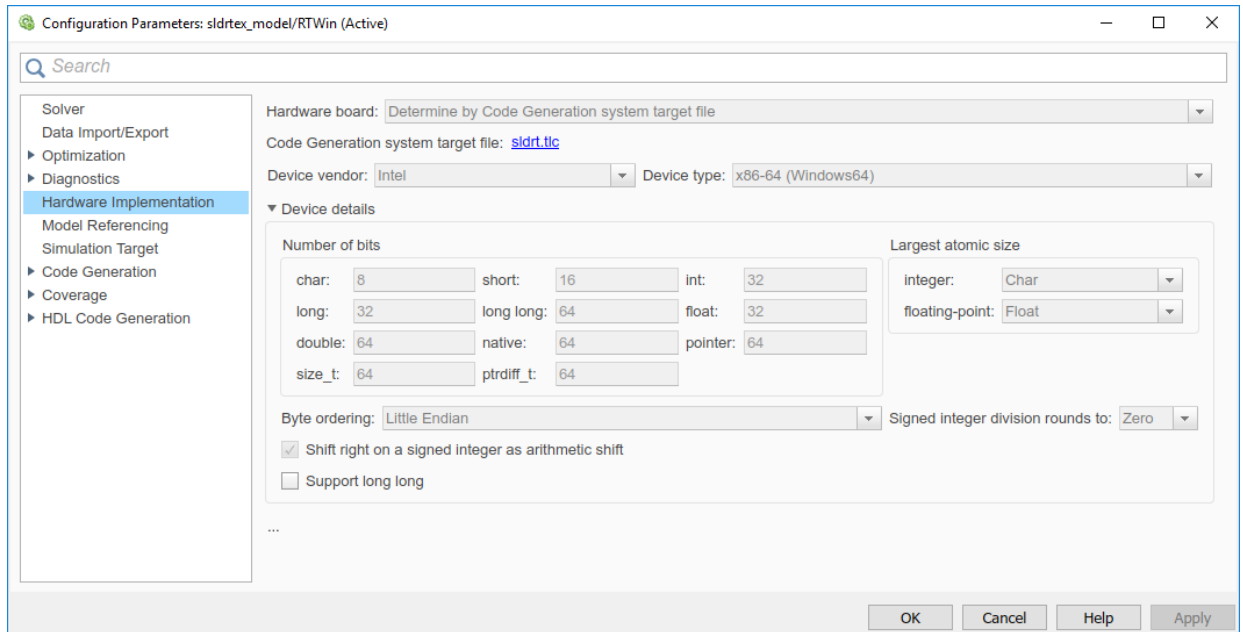 Configuration Parameters: sldrtex_model/RTWin (Active)
Search
Solver
Data Import/Export
Optimization
Diagnostics
Hardware Implementation
Model Referencing
Simulation Target
Code Generation
Coverage
HDL Code Generation
Hardware board: Determine by Code Generation system target file
Code Generation system target file: sldrt.tlc
Device vendor: Intel Device type: x86-64 (Windows64)
Device details
Number of bits
char: 8 short: 16 int: 32
long: 32 long long: 64 float: 32
double: 64 native: 64 pointer: 64
size_t: 64 ptrdiff_t: 64
Largest atomic size
integer: Char
floating-point: Float
Byte ordering: Little Endian Signed integer division rounds to: Zero
Shift right on a signed integer as arithmetic shift
Support long long
...
OK Cancel Help Apply